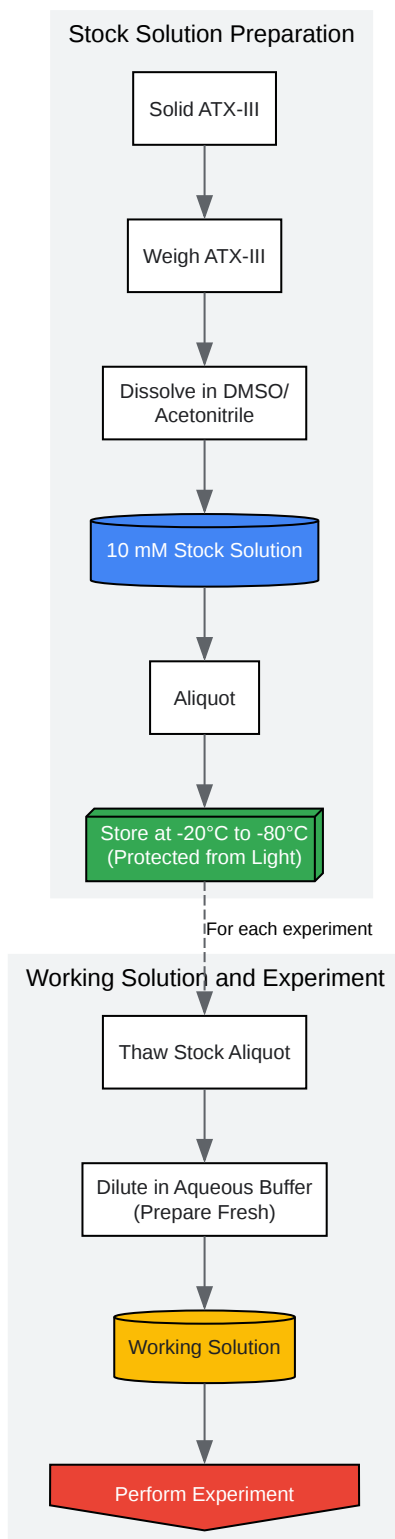 Stock Solution Preparation
Solid ATX-III
Weigh ATX-III
Dissolve in DMSO/
Acetonitrile
10 mM Stock Solution
Aliquot
Store at -20°C to -80°C
(Protected from Light)
For each experiment
Working Solution and Experiment
Thaw Stock Aliquot
Dilute in Aqueous Buffer
(Prepare Fresh)
Working Solution
Perform Experiment